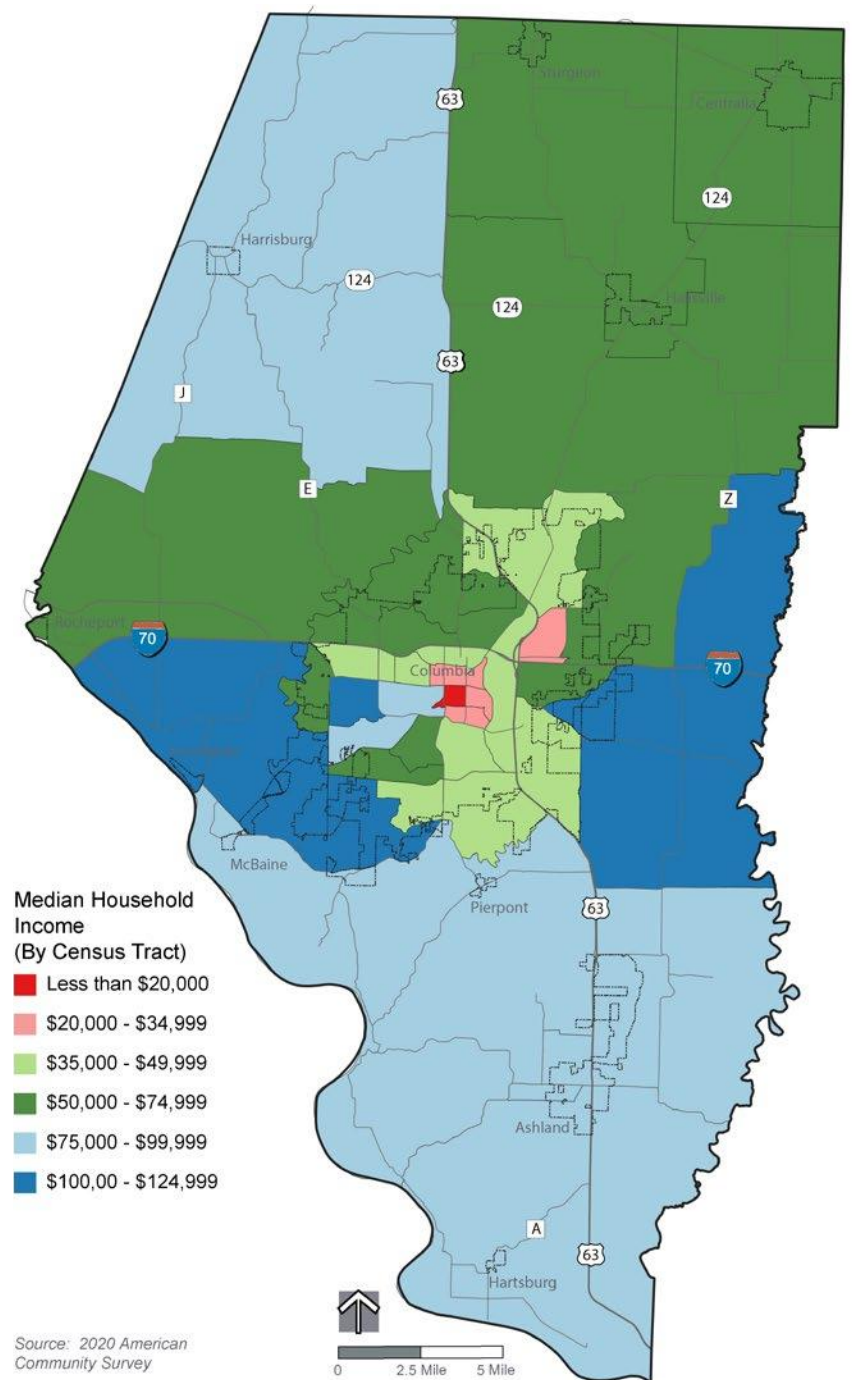 63
Sturgeon
Centralia
124
Harrisburg
124
124
Hallsville
63
J
E
Z
Rocheport
70
Columbia
70
McBaine
Pierpont
63
Ashland
A
63
Hartsburg
Median Household
Income
(By Census Tract)
Less than $20,000
$20,000 - $34,999
$35,000 - $49,999
$50,000 - $74,999
$75,000 - $99,999
$100,00 - $124,999
Source: 2020 American
Community Survey
0 2.5 Mile 5 Mile